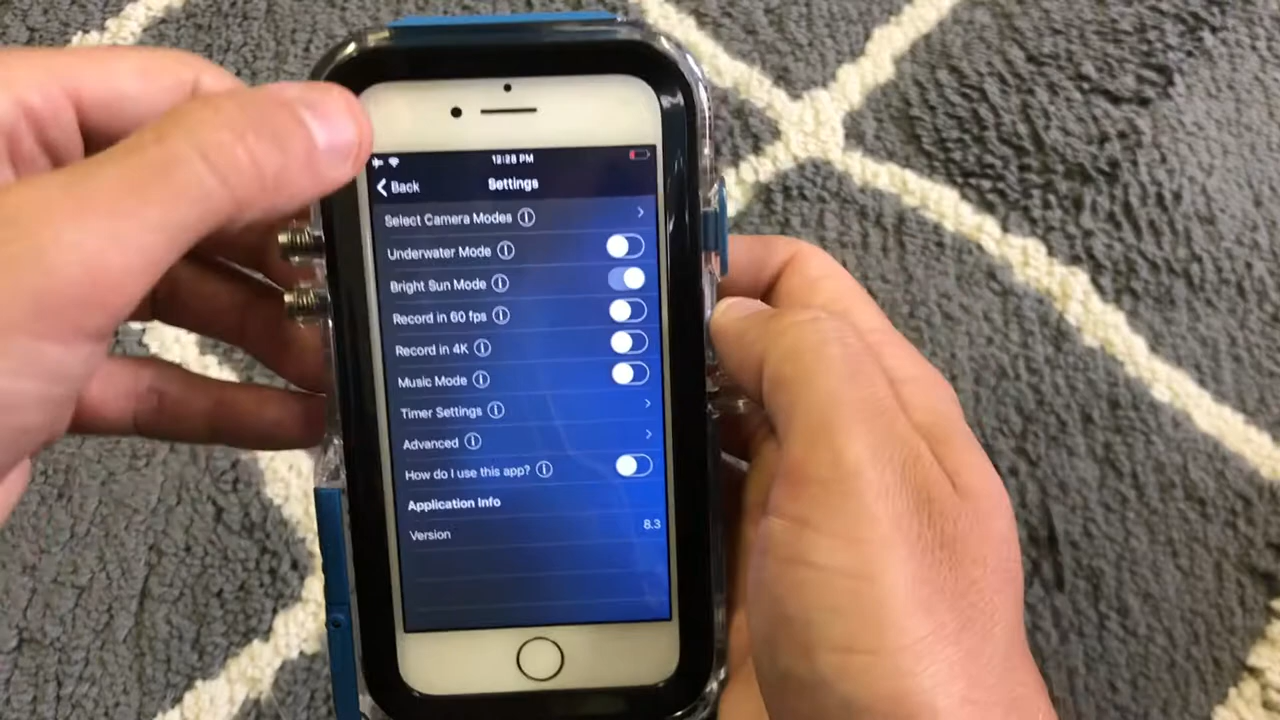 12:28 PM
Back
Settings
Select Camera Modes
Underwater Mode
Bright Sun Mode
Record in 60 fps
Record in 4K
Music Mode
Timer Settings
Advanced
How do I use this app?
Application Info
Version 8.3